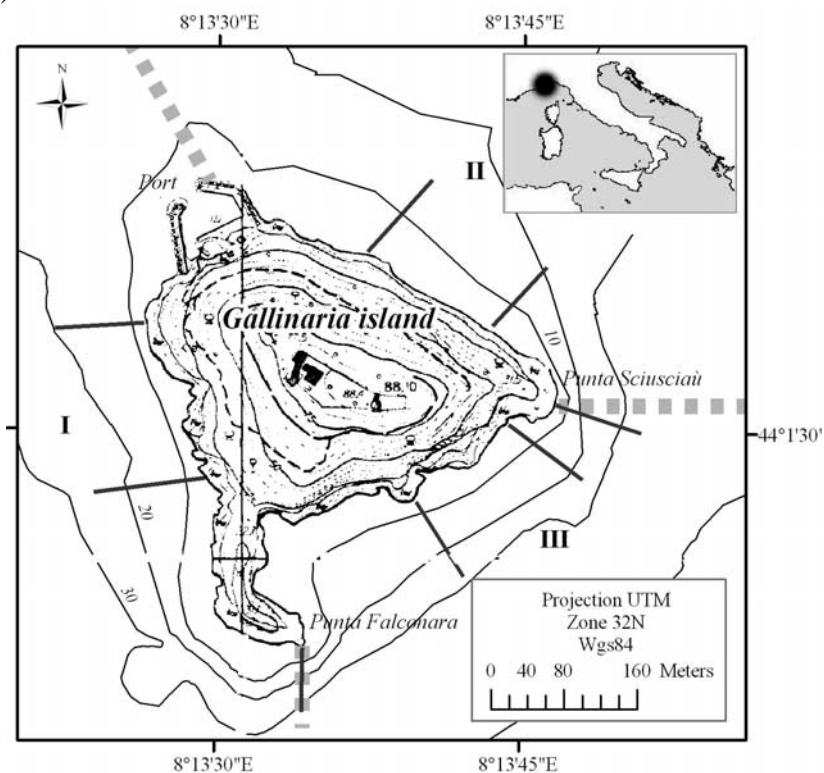 8°13'30"E 8°13'45"E
N
II
Port
Gallinaria island
10
88.'0
88.6
Punta Sciusciaù
44°1'30"
I
20
III
30
Punta Falconara
Projection UTM
Zone 32N
Wgs84
0 40 80 160 Meters
8°13'30"E 8°13'45"E